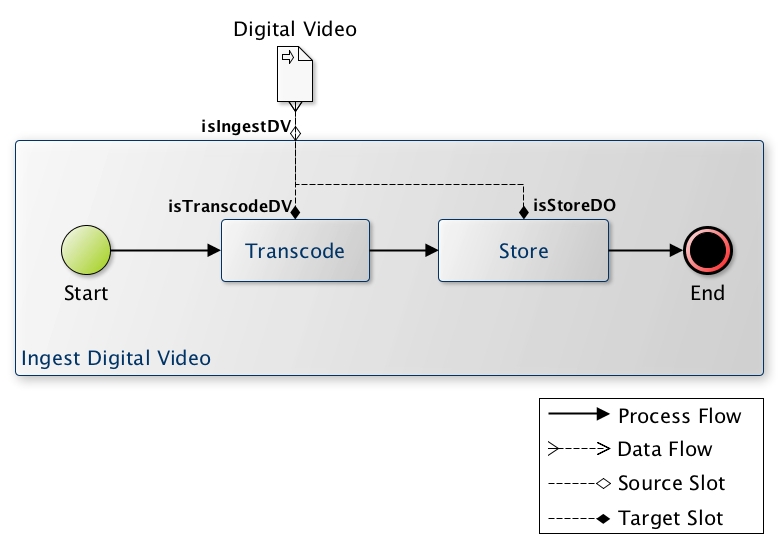 Digital Video
isIngestDV
isTranscodeDV
isStoreDO
Transcode
Store
Start
End
Ingest Digital Video
Process Flow
Data Flow
Source Slot
Target Slot